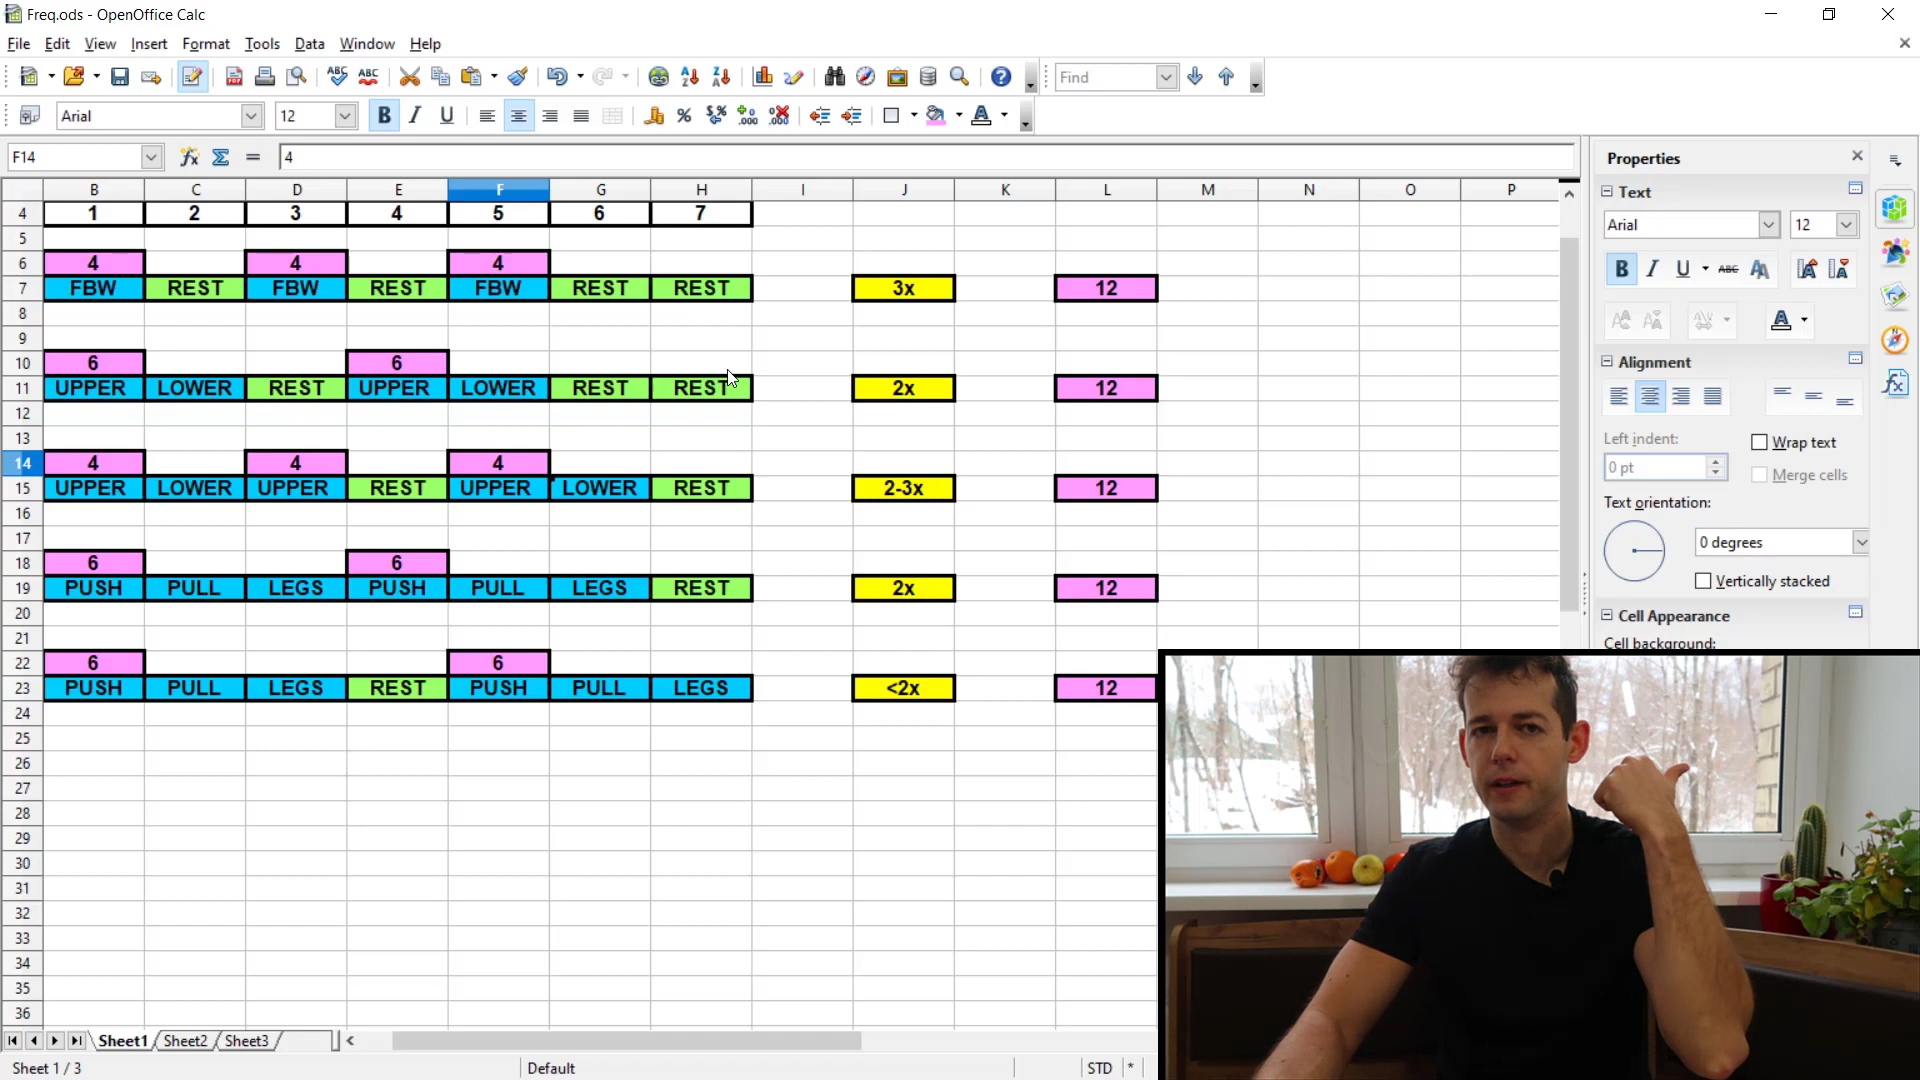 Freq.ods - OpenOffice Calc
File Edit View Insert Format Tools Data Window Help
Find
Arial 12
F14 4
B C D E F G H I J K L M N O P
4 1 2 3 4 5 6 7
5
6 4 4 4
7 FBW REST FBW REST FBW REST REST 3x 12
8
9
10 6 6
11 UPPER LOWER REST UPPER LOWER REST REST 2x 12
12
13
14 4 4 4
15 UPPER LOWER UPPER REST UPPER LOWER REST 2-3x 12
16
17
18 6 6
19 PUSH PULL LEGS PUSH PULL LEGS REST 2x 12
20
21
22 6 6
23 PUSH PULL LEGS REST PUSH PULL LEGS <2x 12
24
25
26
27
28
29
30
31
32
33
34
35
36
Sheet1 Sheet2 Sheet3
Sheet 1 / 3 Default STD *
Properties
Text
Arial 12
Alignment
Left indent: Wrap text
0 pt Merge cells
Text orientation:
0 degrees
Vertically stacked
Cell Appearance
Cell background: